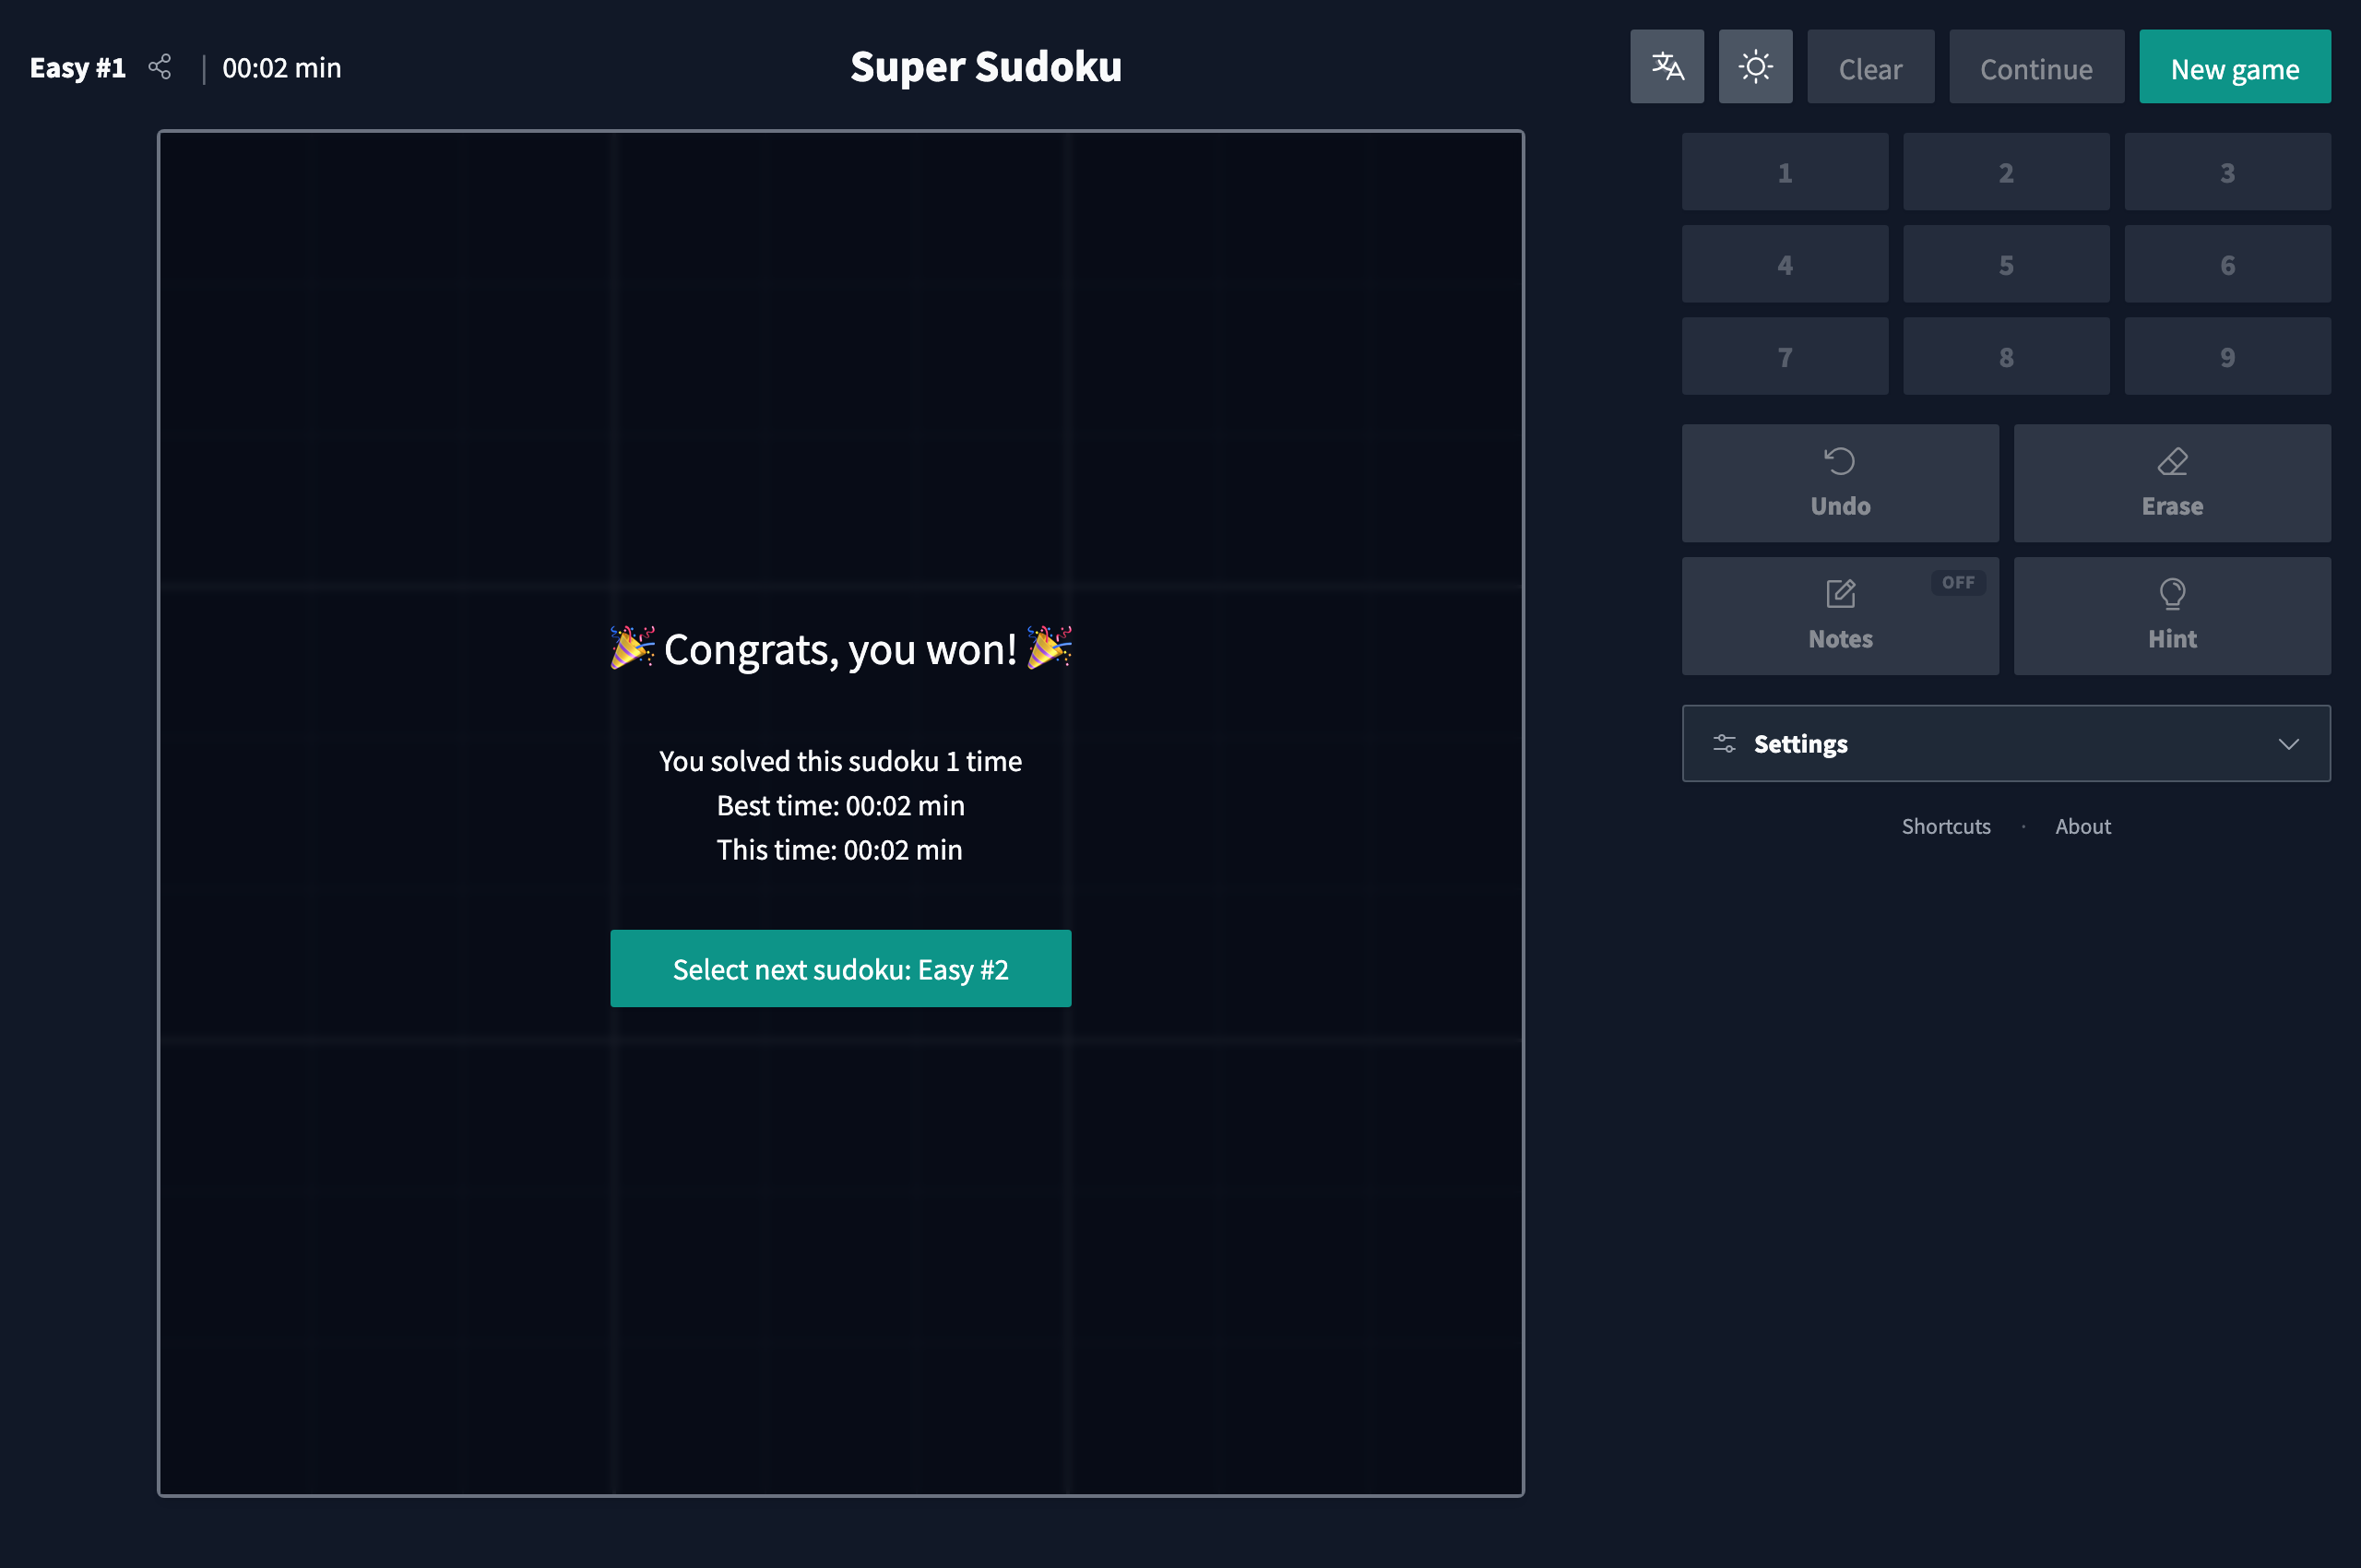 Easy #1 00:02 min
Super Sudoku
Clear
Continue
New game
1 2 3
4 5 6
7 8 9
Undo
Erase
OFF
Notes
Hint
Settings
Shortcuts · About
🎉 Congrats, you won! 🎉
You solved this sudoku 1 time
Best time: 00:02 min
This time: 00:02 min
Select next sudoku: Easy #2